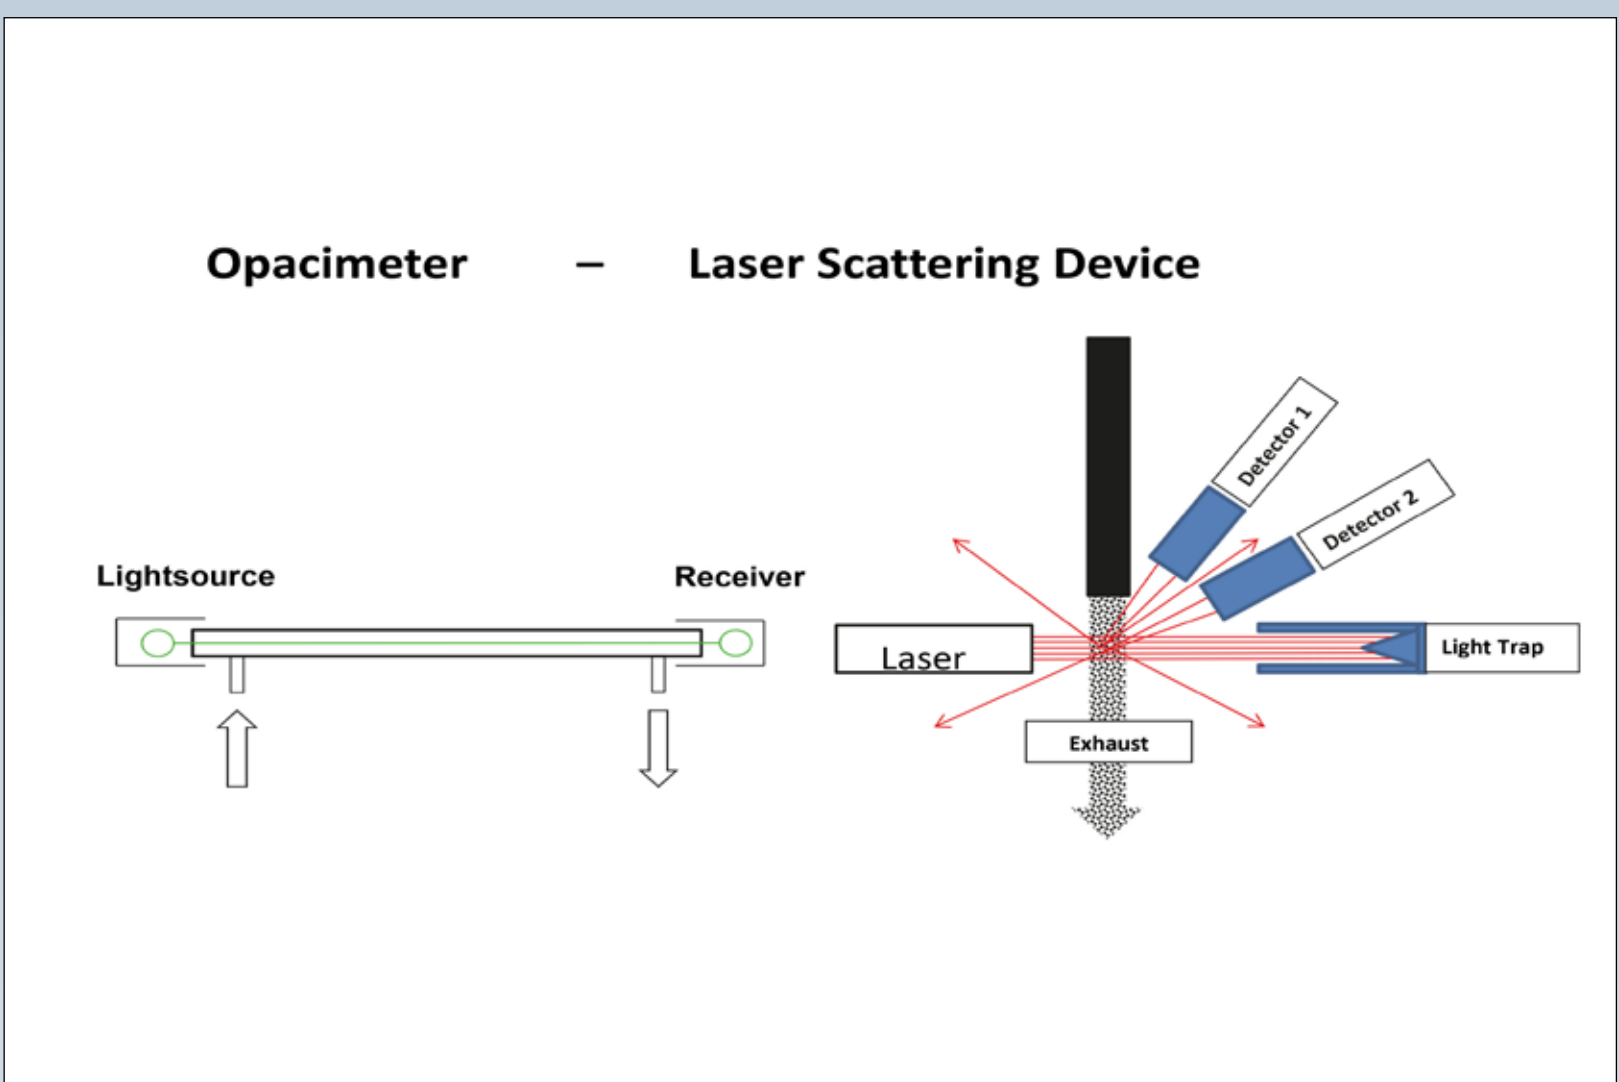 Opacimeter – Laser Scattering Device
Detector 1
Detector 2
Lightsource
Receiver
Laser
Light Trap
Exhaust